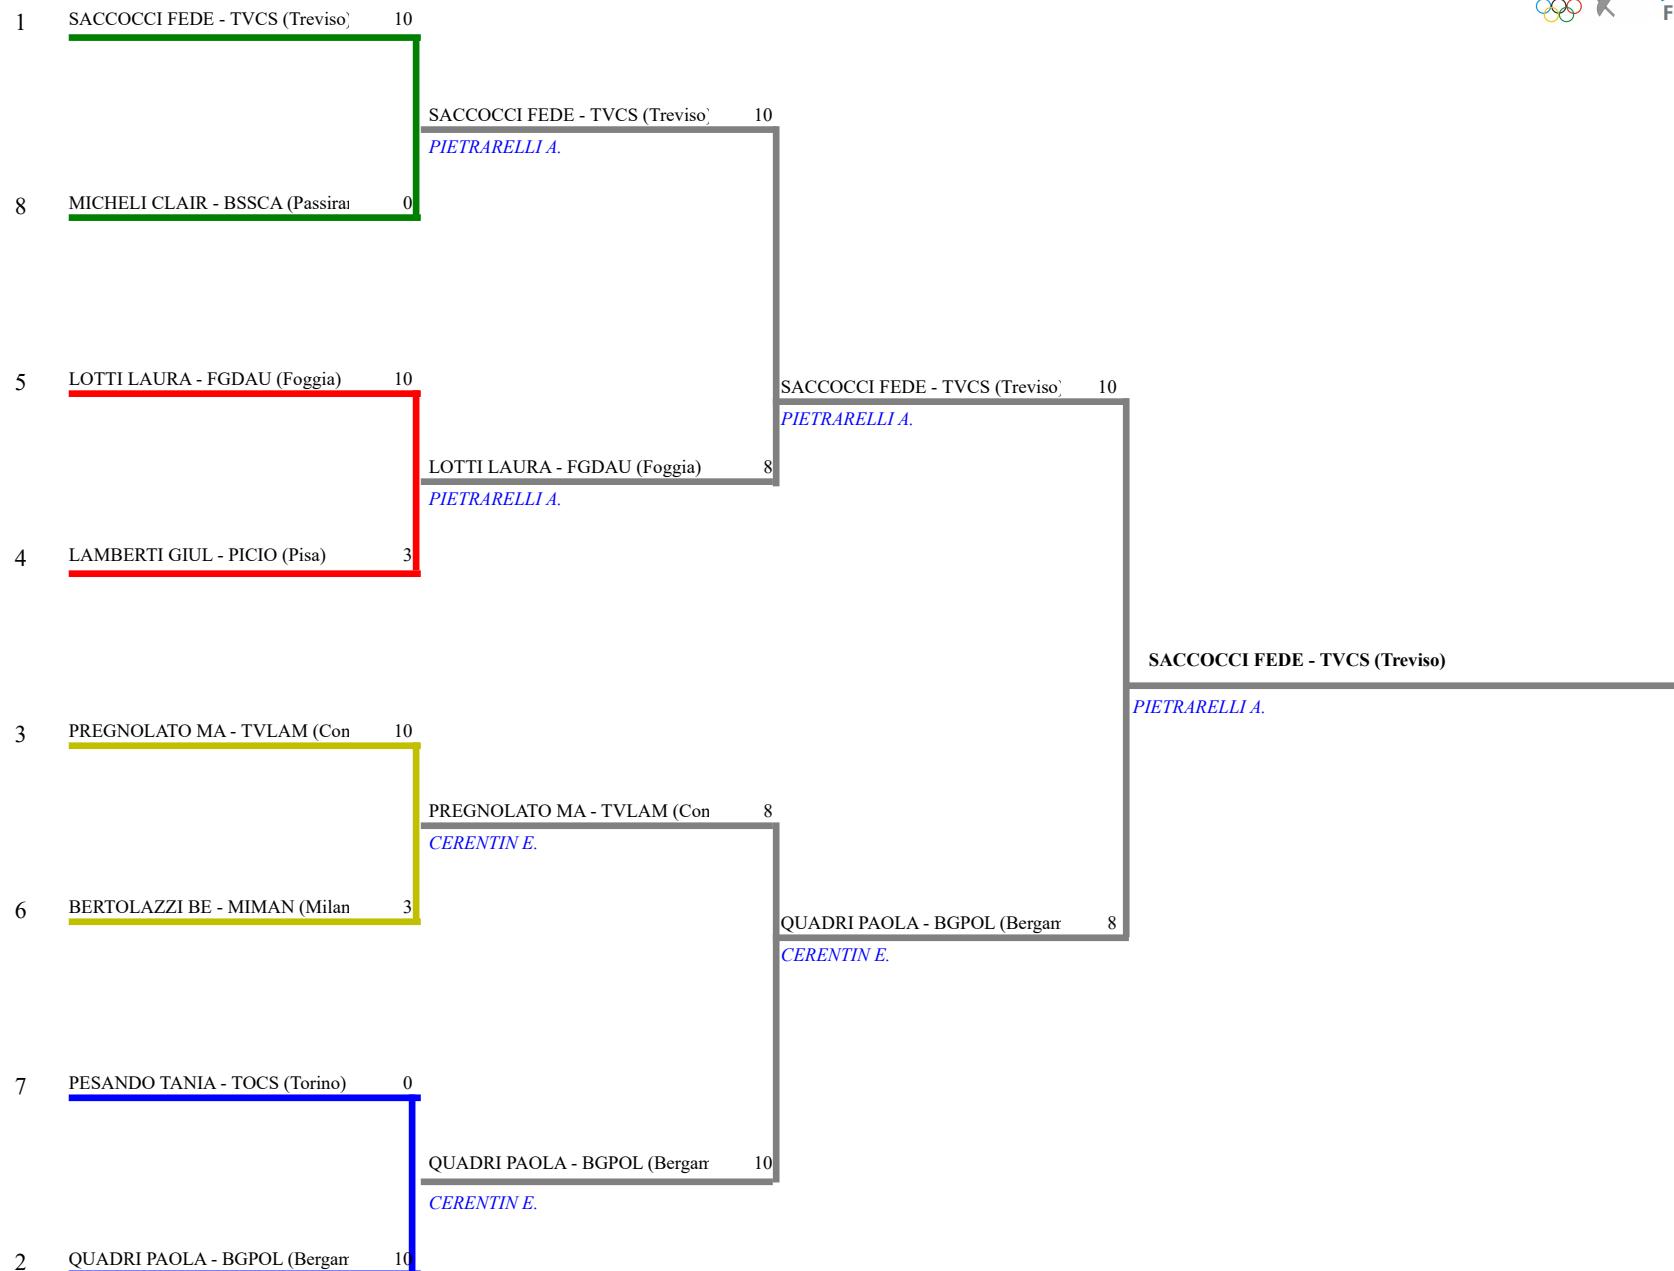 F
1 SACCOCCI FEDE - TVCS (Treviso) 10
SACCOCCI FEDE - TVCS (Treviso) 10
PIETRARELLI A.
8 MICHELI CLAIR - BSSCA (Passirar 0
5 LOTTI LAURA - FGDAU (Foggia) 10
SACCOCCI FEDE - TVCS (Treviso) 10
PIETRARELLI A.
LOTTI LAURA - FGDAU (Foggia) 8
PIETRARELLI A.
4 LAMBERTI GIUL - PICIO (Pisa) 3
SACCOCCI FEDE - TVCS (Treviso)
PIETRARELLI A.
3 PREGNOLATO MA - TVLAM (Con 10
PREGNOLATO MA - TVLAM (Con 8
CERENTIN E.
6 BERTOLAZZI BE - MIMAN (Milan 3
QUADRI PAOLA - BGPOL (Bergam 8
CERENTIN E.
7 PESANDO TANIA - TOCS (Torino) 0
QUADRI PAOLA - BGPOL (Bergam 10
CERENTIN E.
2 QUADRI PAOLA - BGPOL (Bergam 10